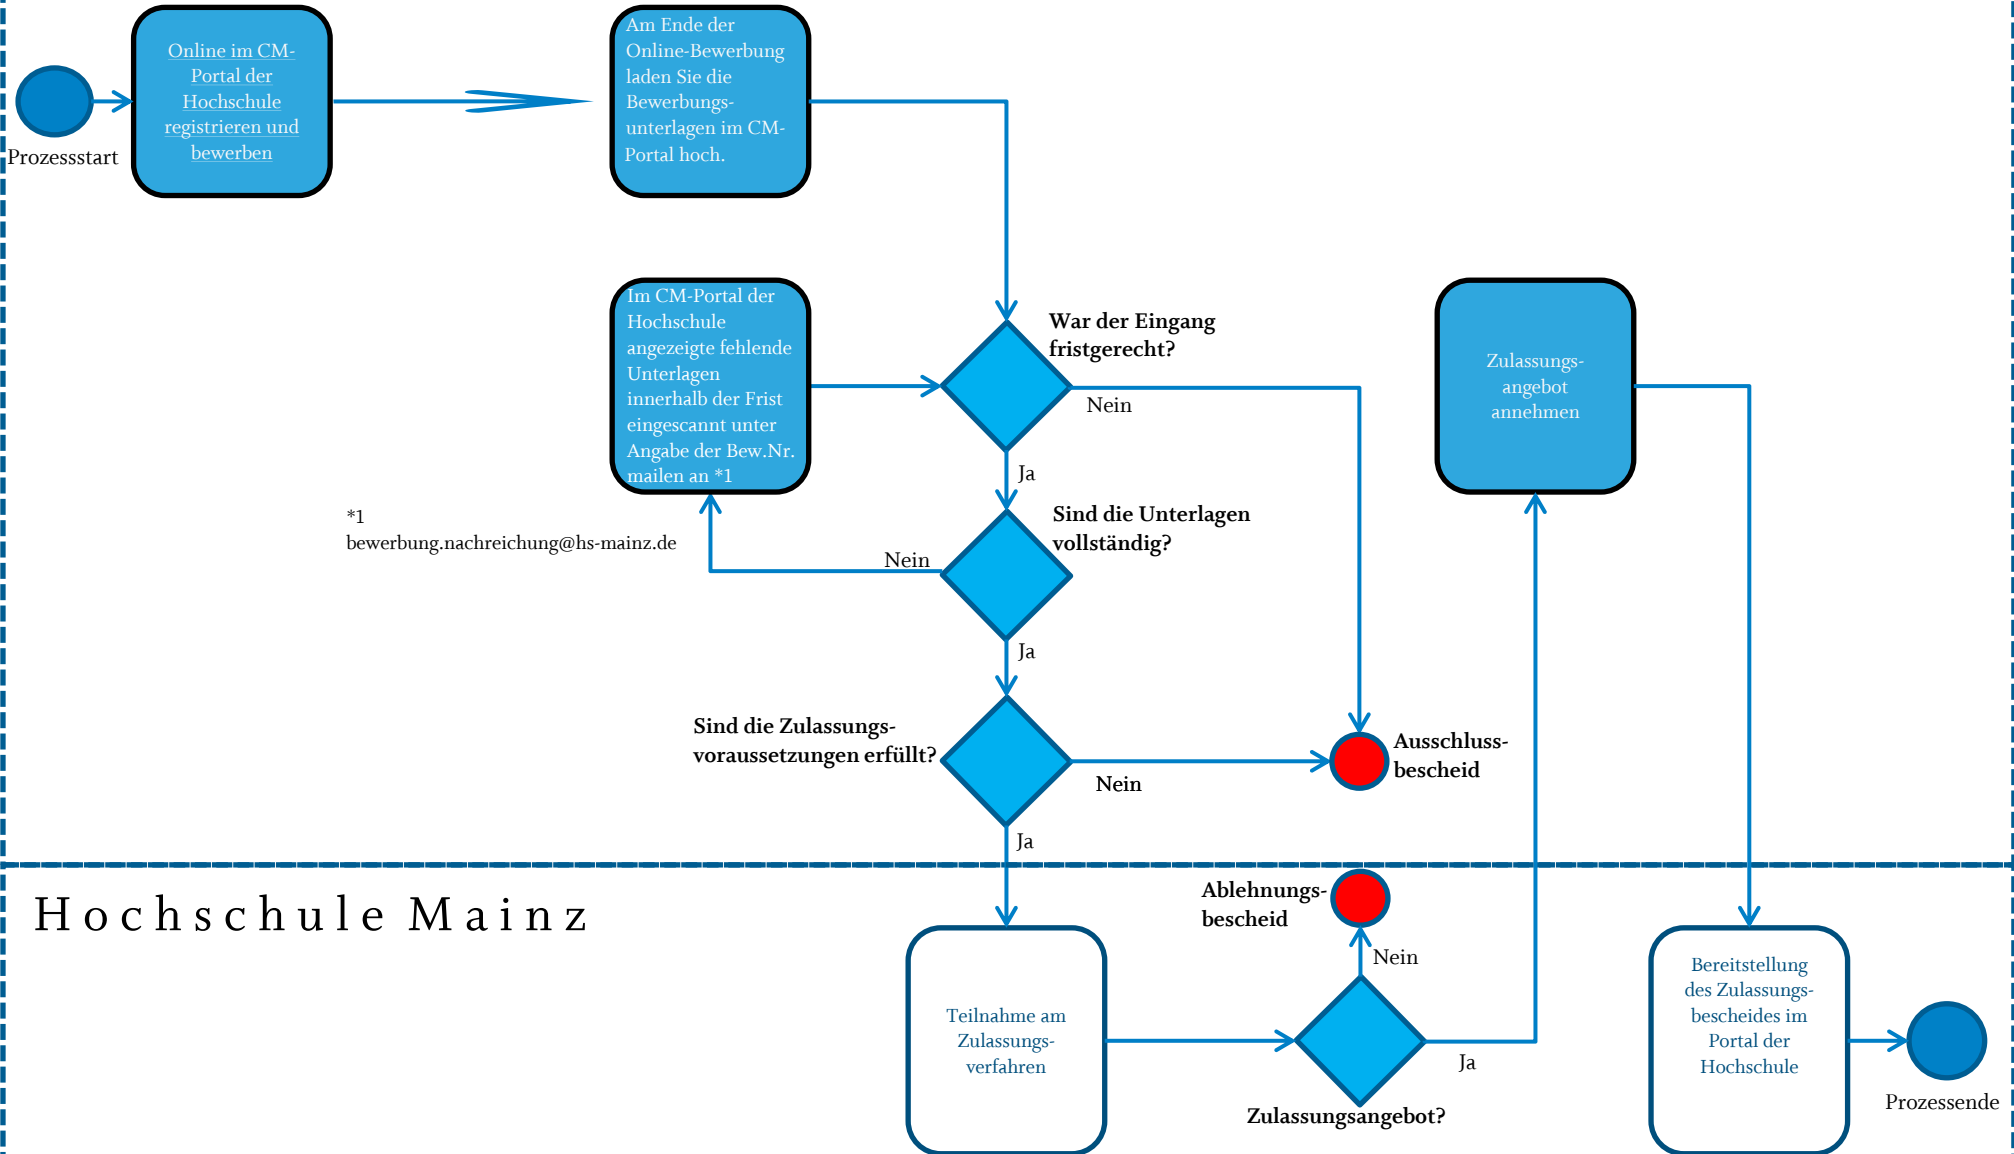 Prozessstart
Online im CM-
Portal der
Hochschule
registrieren und
bewerben
Am Ende der
Online-Bewerbung
laden Sie die
Bewerbungs-
unterlagen im CM-
Portal hoch.
Im CM-Portal der
Hochschule
angezeigte fehlende
Unterlagen
innerhalb der Frist
eingescannt unter
Angabe der Bew.Nr.
mailen an *1
*1
bewerbung.nachreichung@hs-mainz.de
War der Eingang
fristgerecht?
Nein
Ja
Sind die Unterlagen
vollständig?
Nein
Ja
Sind die Zulassungs-
voraussetzungen erfüllt?
Nein
Ja
Ausschluss-
bescheid
Zulassungs-
angebot
annehmen
Hochschule Mainz
Teilnahme am
Zulassungs-
verfahren
Ablehnungs-
bescheid
Nein
Ja
Zulassungsangebot?
Bereitstellung
des Zulassungs-
bescheides im
Portal der
Hochschule
Prozessende